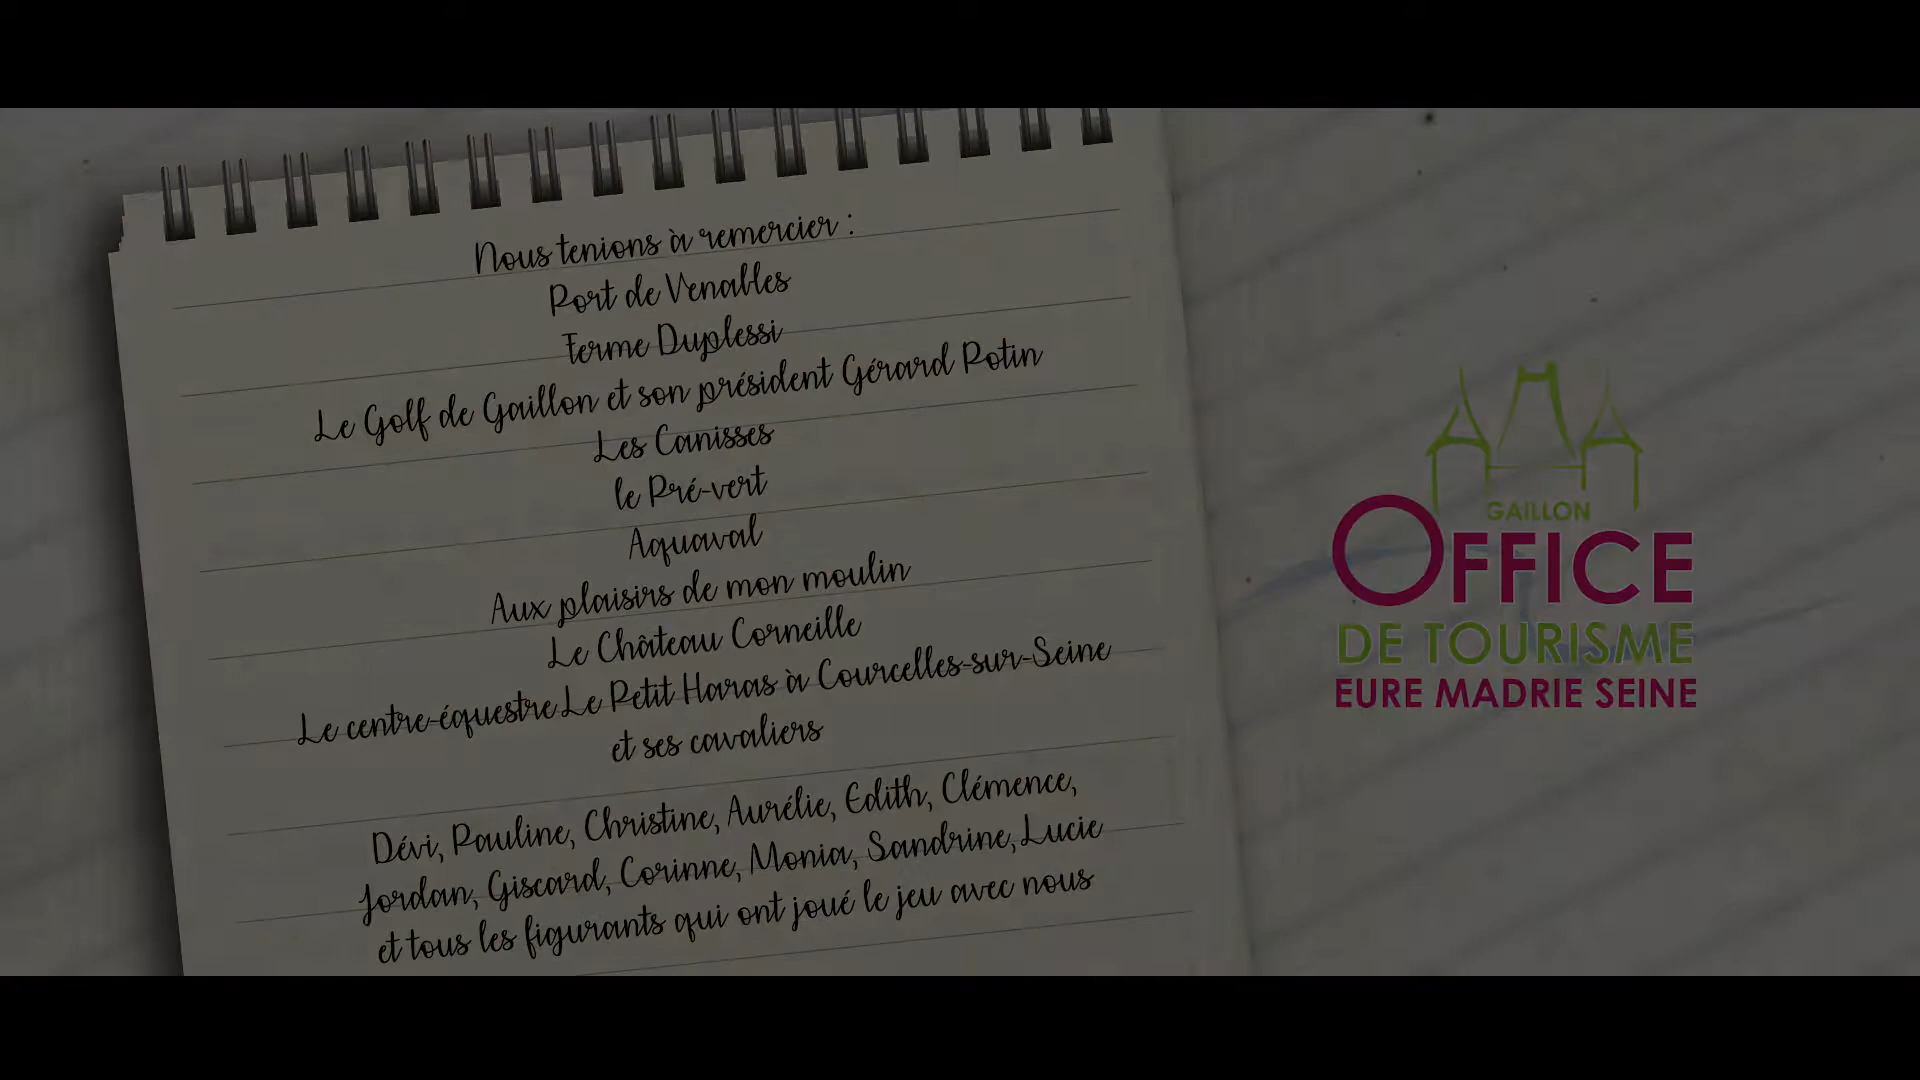 Nous tenions à remercier :
Port de Venables
Ferme Duplessi
Le Golf de Gaillon et son président Gérard Potin
Les Canisses
le Pré-vert
Aquaval
Aux plaisirs de mon moulin
Le Château Corneille
Le centre-équestre Le Petit Haras à Courcelles-sur-Seine
et ses cavaliers
Dévi, Pauline, Christine, Aurélie, Edith, Clémence,
Jordan, Giscard, Corinne, Monia, Sandrine, Lucie
et tous les figurants qui ont joué le jeu avec nous
GAILLON
OFFICE
DE TOURISME
EURE MADRIE SEINE